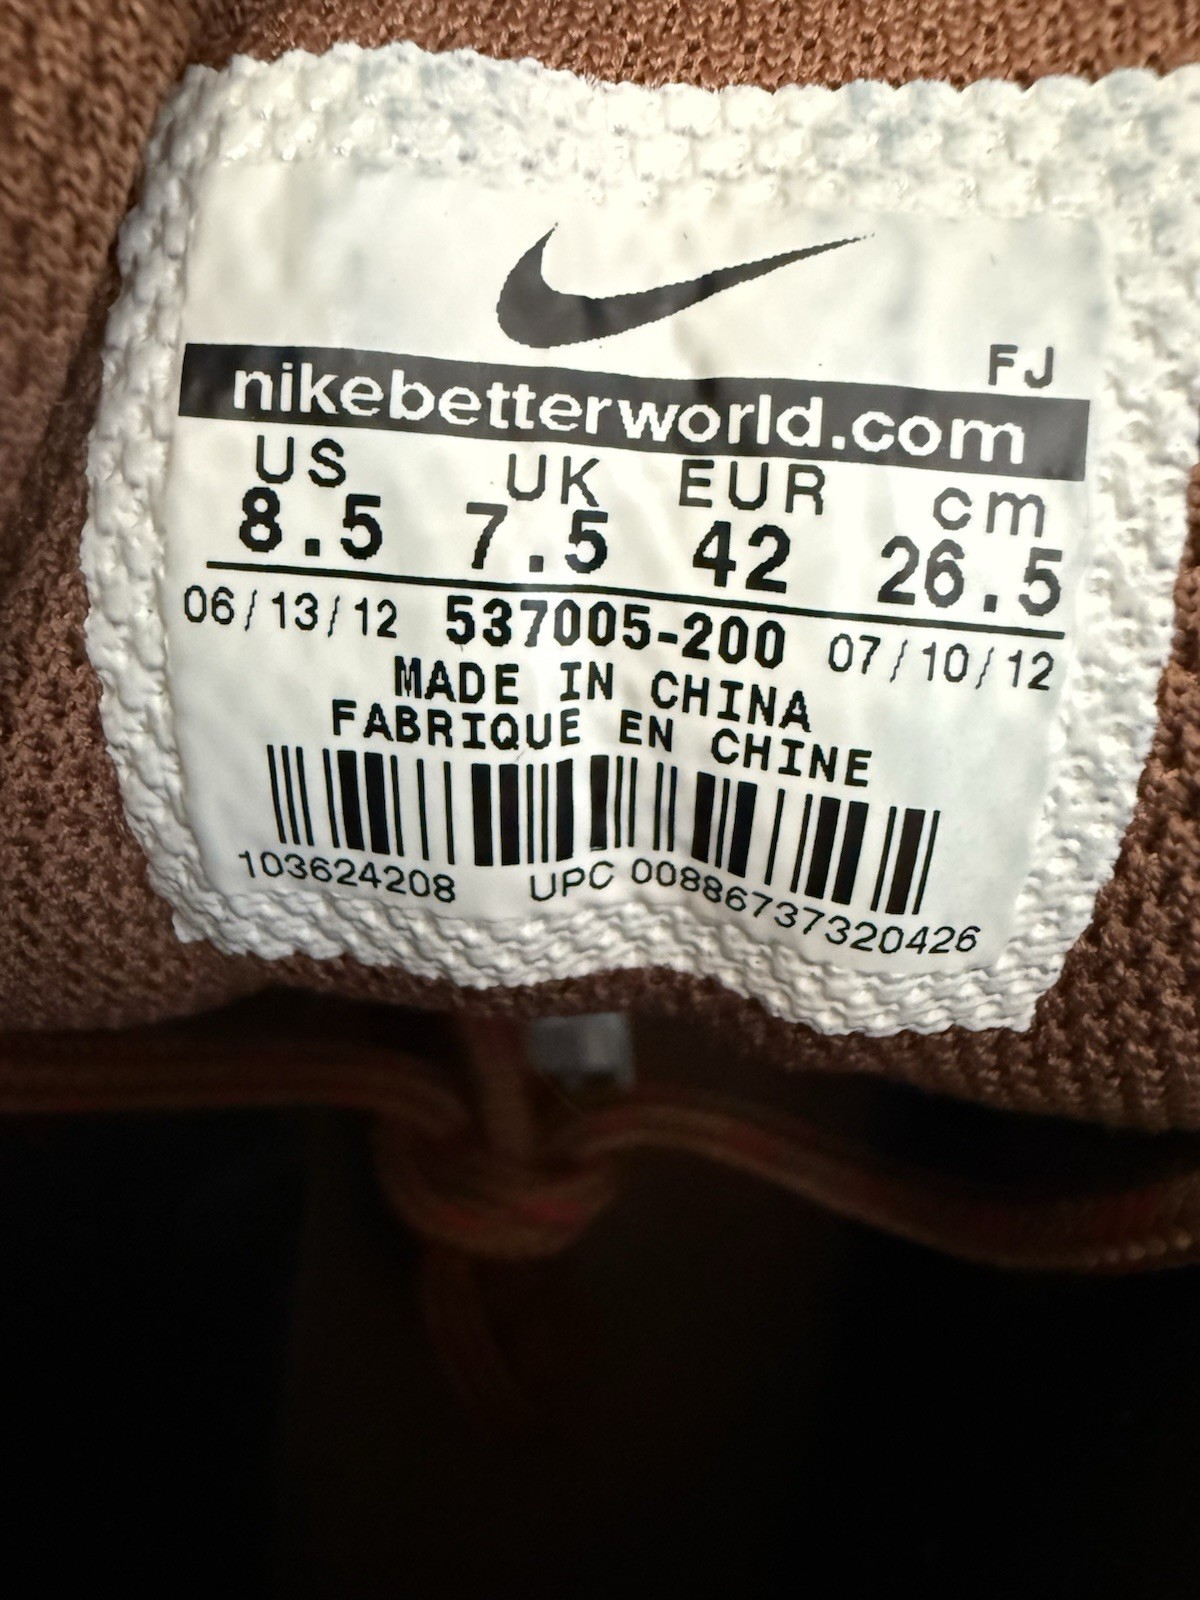 FJ
nikebetterworld.com
US UK EUR cm
8.5 7.5 42 26.5
06/13/12 537005-200 07/10/12
MADE IN CHINA
FABRIQUE EN CHINE
103624208 UPC 00886737320426